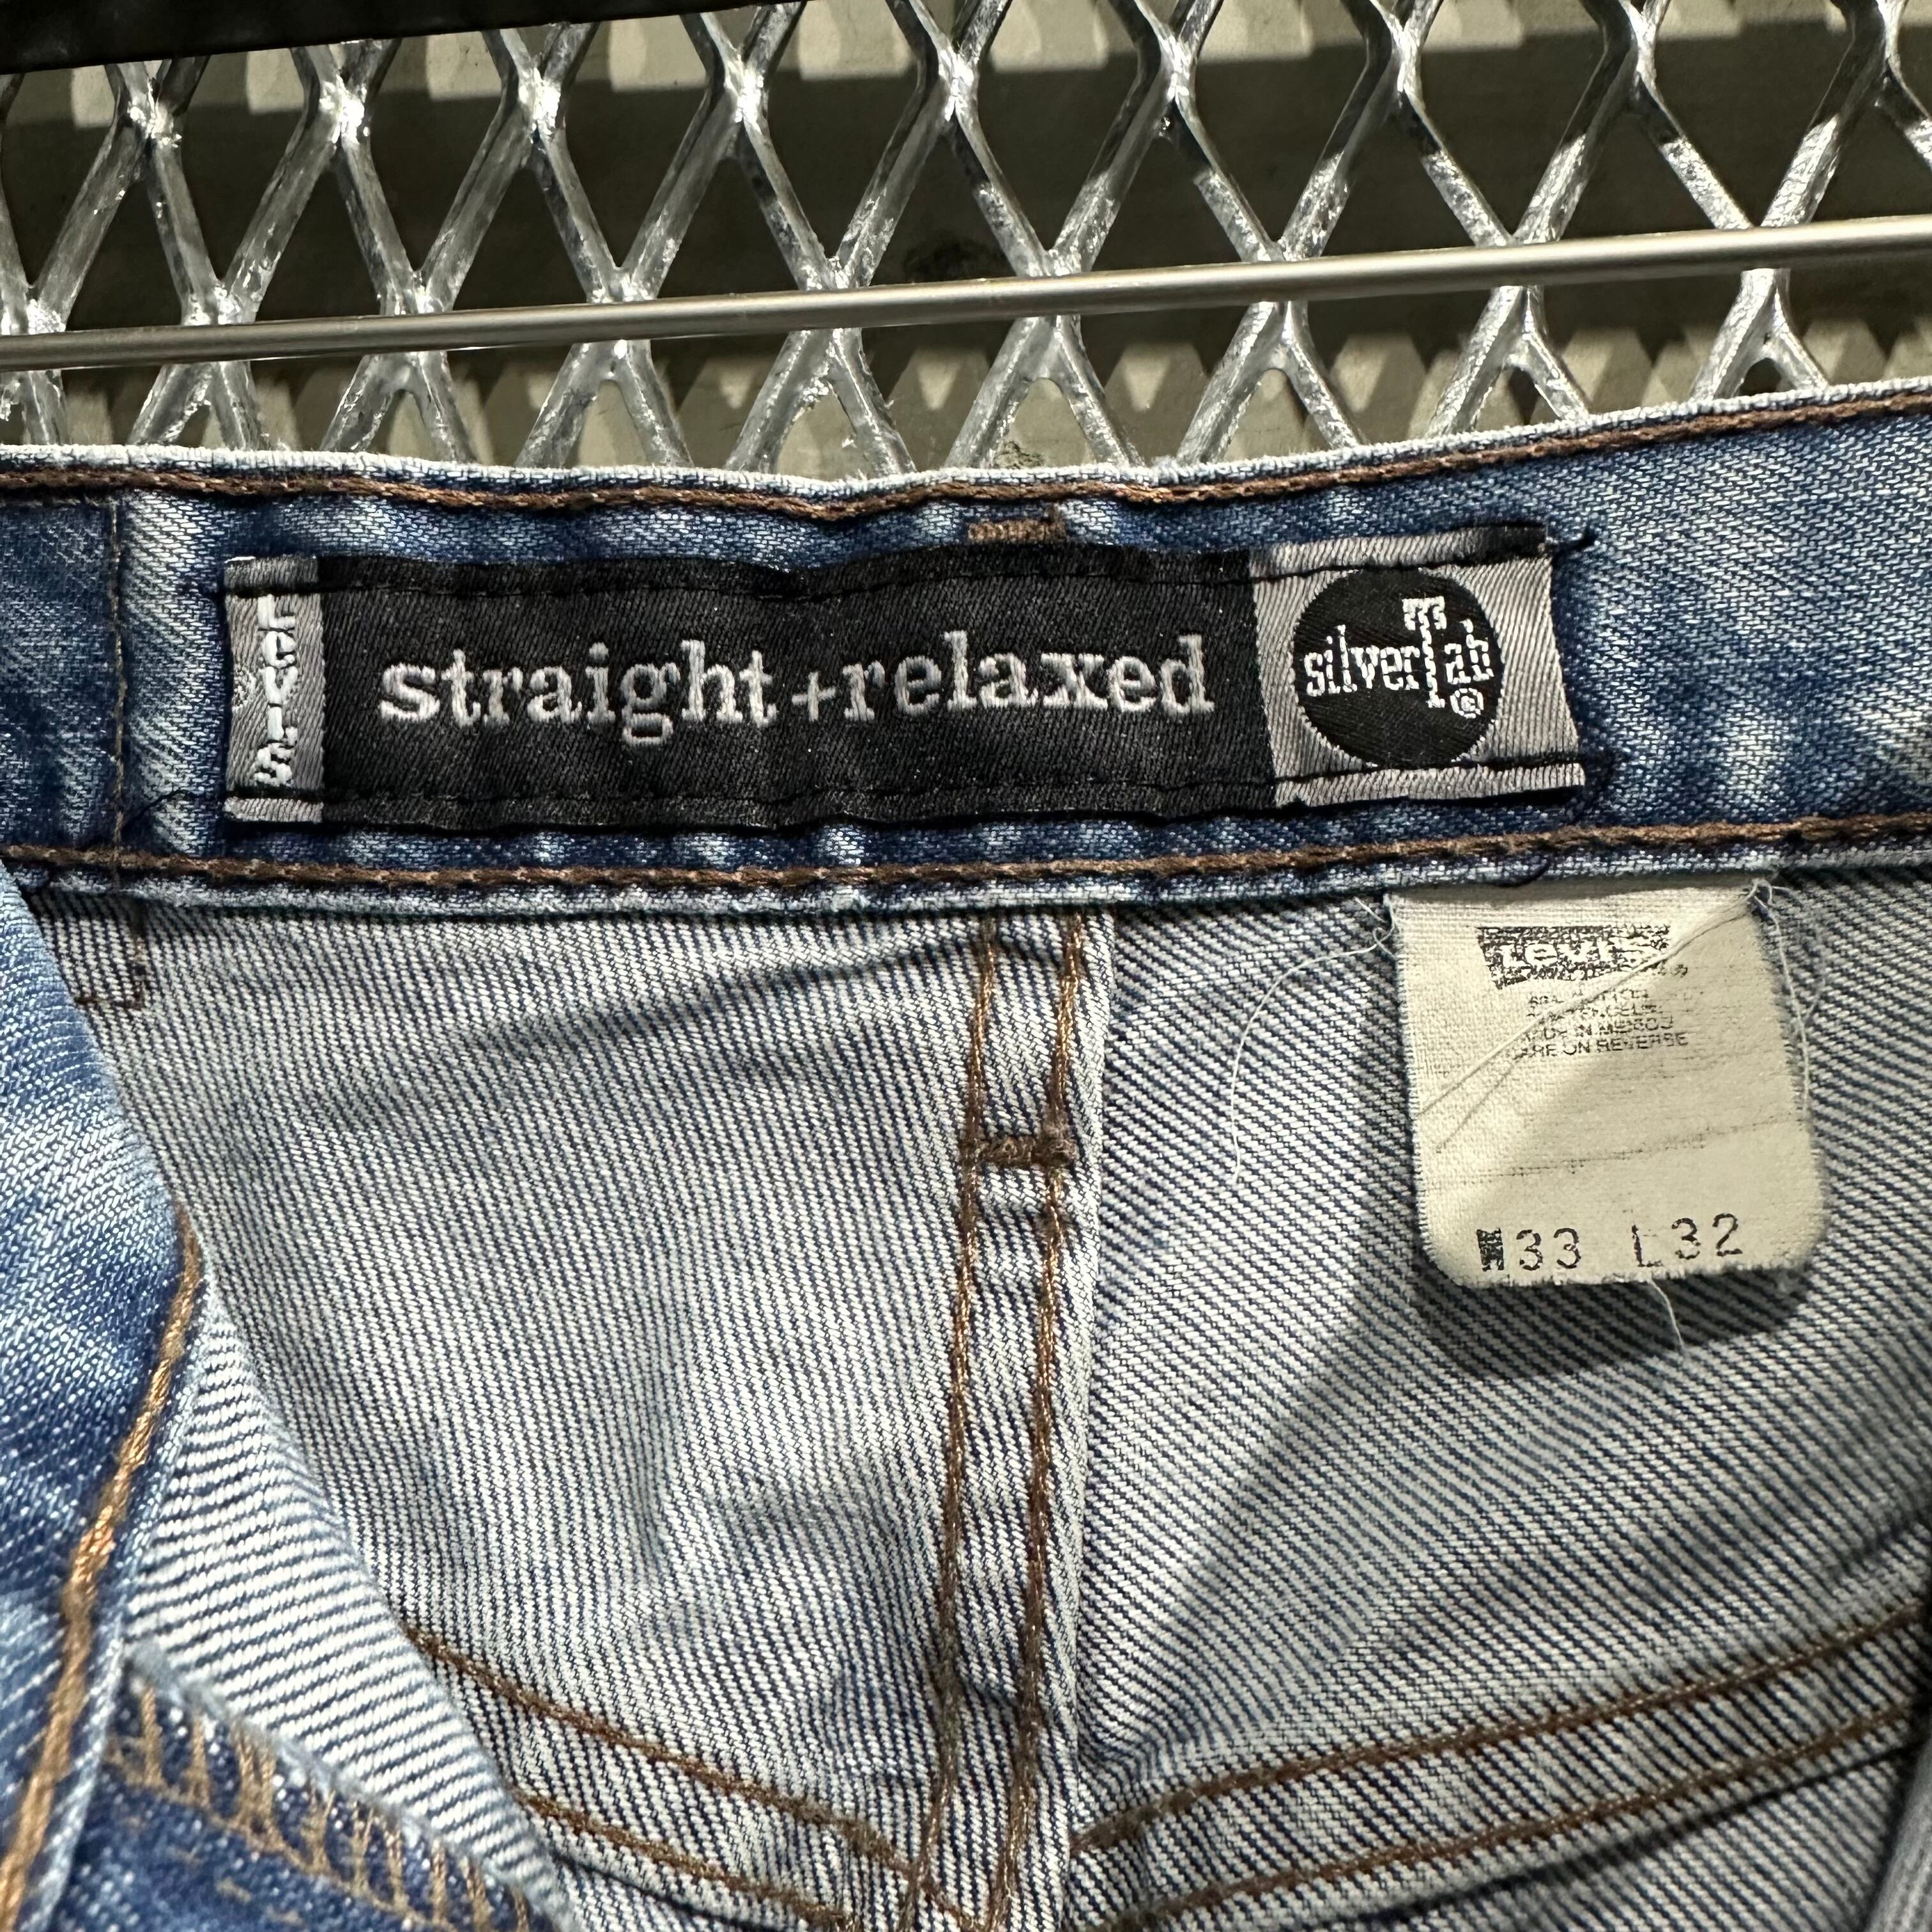 Levi's
straight+relaxed
silverTab®
Levi's
MADE IN MEXICO
CARE ON REVERSE
W33 L32